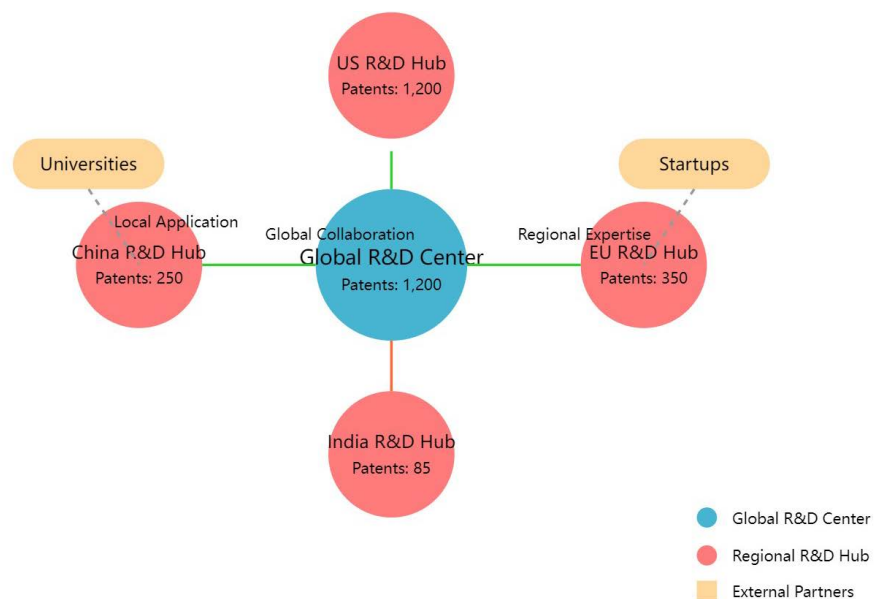 US R&D Hub
Patents: 1,200
Universities
Startups
Local Application
Global Collaboration
Regional Expertise
China R&D Hub
Patents: 250
Global R&D Center
Patents: 1,200
EU R&D Hub
Patents: 350
India R&D Hub
Patents: 85
Global R&D Center
Regional R&D Hub
External Partners